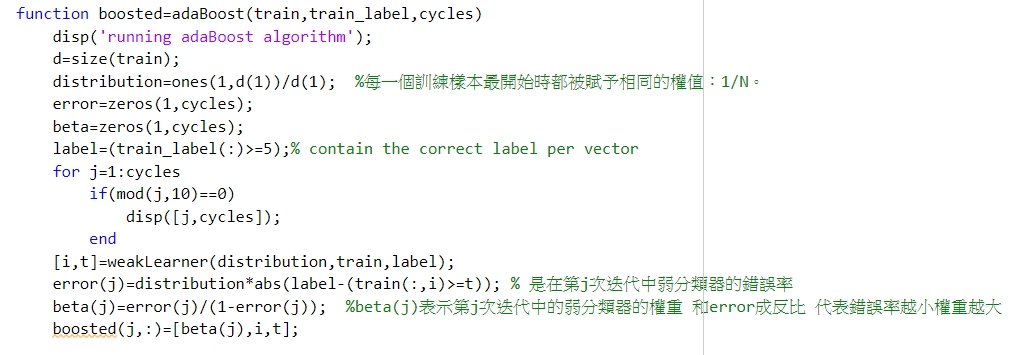 function boosted=adaBoost(train,train_label,cycles)
disp('running adaBoost algorithm');
d=size(train);
distribution=ones(1,d(1))/d(1);  %每一個訓練樣本最開始時都被賦予相同的權值：1/N。
error=zeros(1,cycles);
beta=zeros(1,cycles);
label=(train_label(:)>=5);% contain the correct label per vector
for j=1:cycles
if(mod(j,10)==0)
disp([j,cycles]);
end
[i,t]=weakLearner(distribution,train,label);
error(j)=distribution*abs(label-(train(:,i)>=t)); % 是在第j次迭代中弱分類器的錯誤率
beta(j)=error(j)/(1-error(j));  %beta(j)表示第j次迭代中的弱分類器的權重 和error成反比 代表錯誤率越小權重越大
boosted(j,:)=[beta(j),i,t];